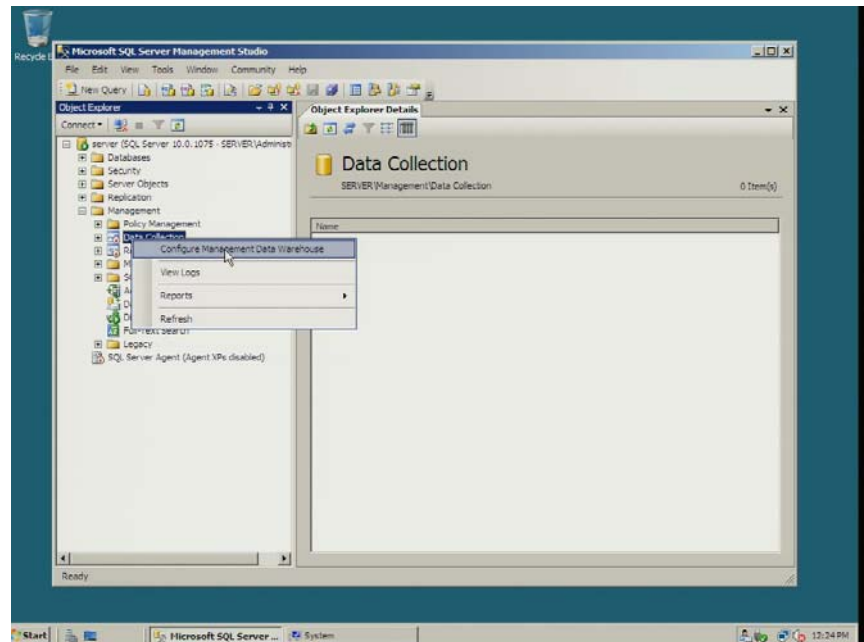 Recycle B
Microsoft SQL Server Management Studio
File Edit View Tools Window Community Help
New Query
Object Explorer
Connect
server (SQL Server 10.0.1075 - SERVER\Administ
Databases
Security
Server Objects
Replication
Management
Policy Management
Data Collection
R
M
S
A
D
D
Full-Text Search
Legacy
SQL Server Agent (Agent XPs disabled)
Configure Management Data Warehouse
View Logs
Reports
Refresh
Object Explorer Details
Data Collection
SERVER\Management\Data Collection
0 Item(s)
Name
Ready
Start
Microsoft SQL Server ...
System
12:24 PM